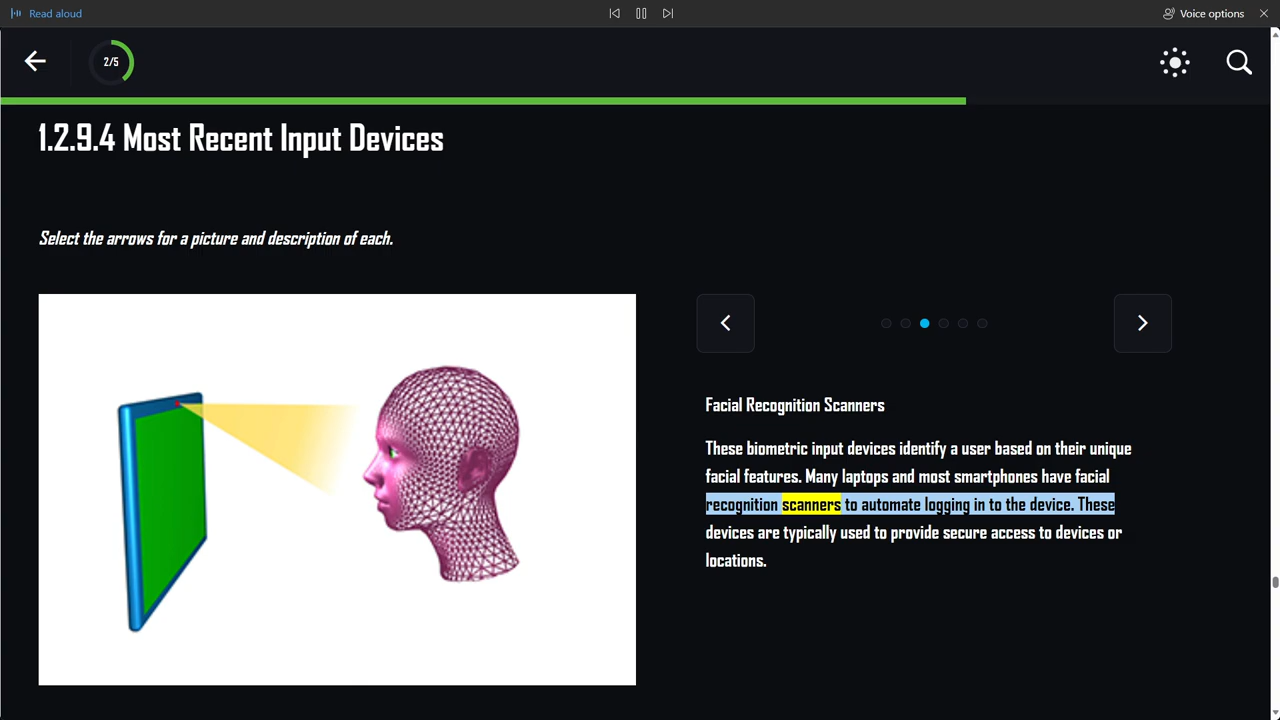 Read aloud
Voice options
2/5
1.2.9.4 Most Recent Input Devices
Select the arrows for a picture and description of each.
Facial Recognition Scanners
These biometric input devices identify a user based on their unique
facial features. Many laptops and most smartphones have facial
recognition scanners to automate logging in to the device. These
devices are typically used to provide secure access to devices or
locations.